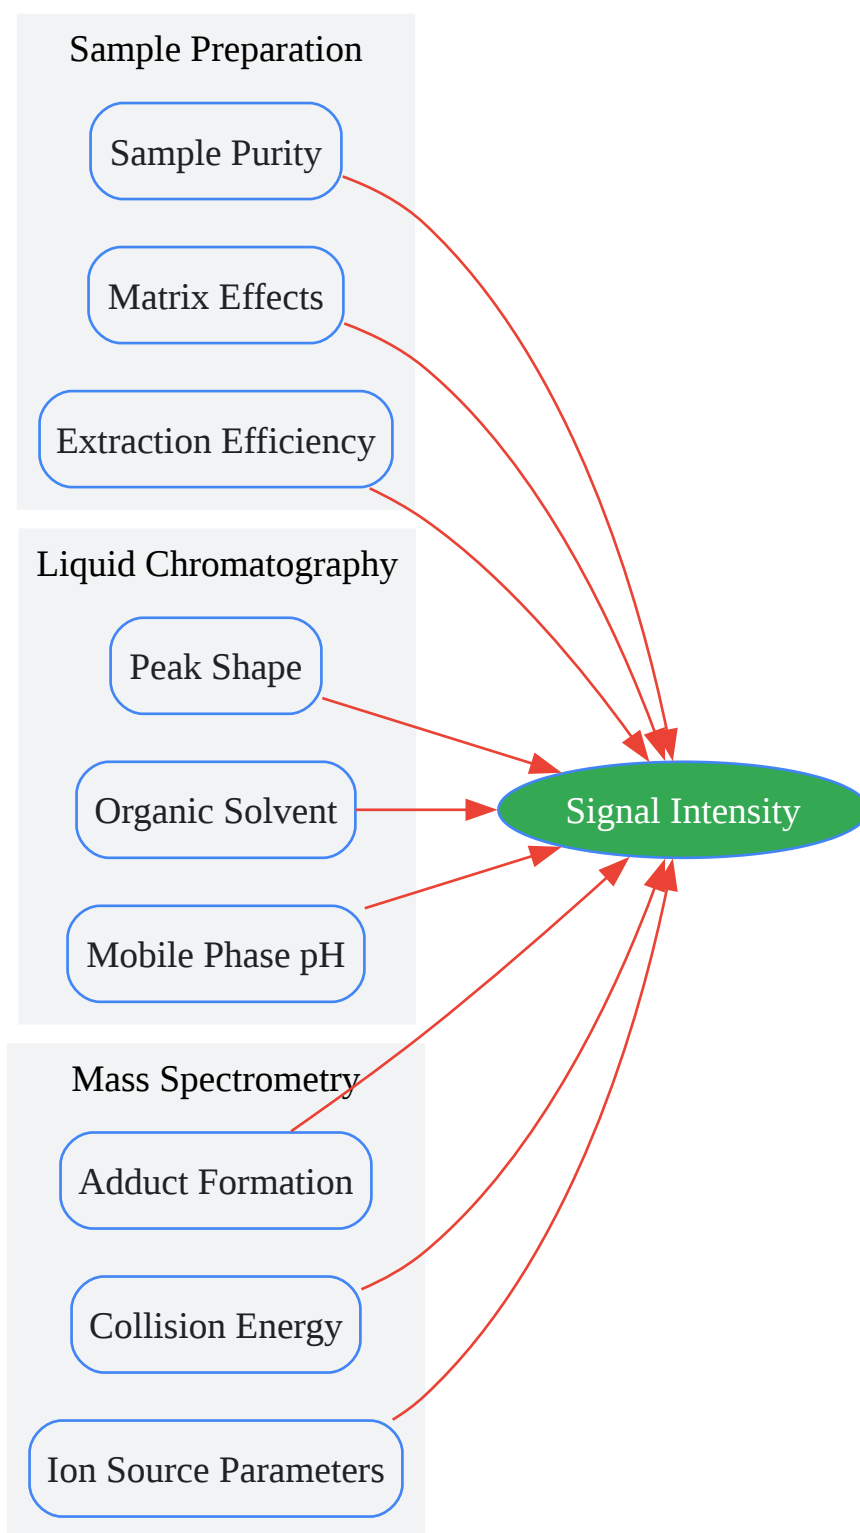 Sample Preparation
Sample Purity
Matrix Effects
Extraction Efficiency
Liquid Chromatography
Peak Shape
Organic Solvent
Mobile Phase pH
Signal Intensity
Mass Spectrometry
Adduct Formation
Collision Energy
Ion Source Parameters